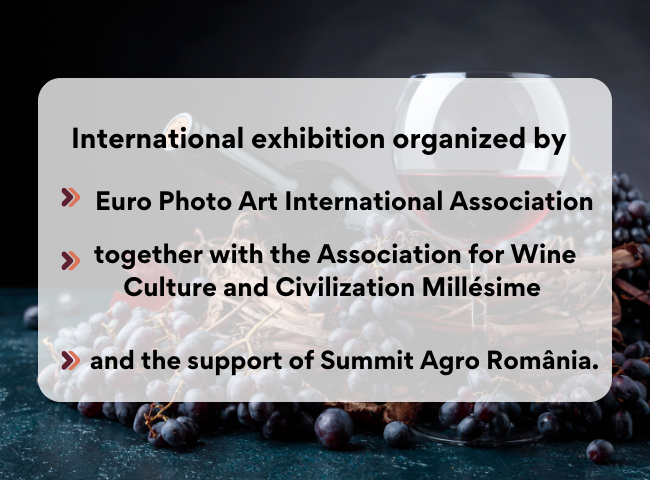 International exhibition organized by
Euro Photo Art International Association
together with the Association for Wine
Culture and Civilization Millésime
and the support of Summit Agro România.